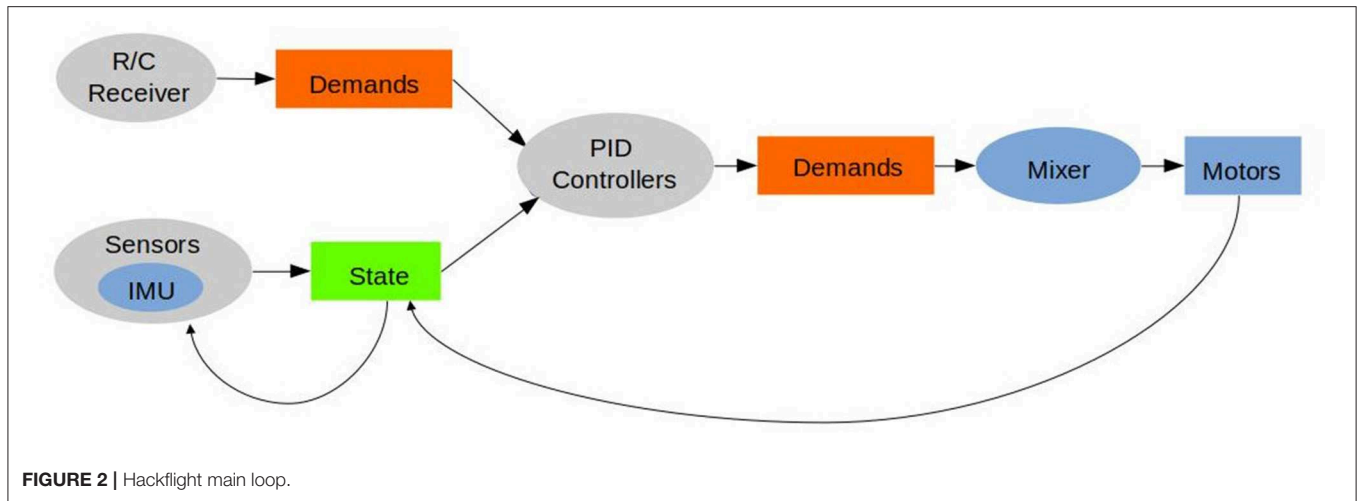 R/C
Receiver
Demands
PID
Controllers
Demands
Mixer
Motors
Sensors
IMU
State
FIGURE 2 | Hackflight main loop.